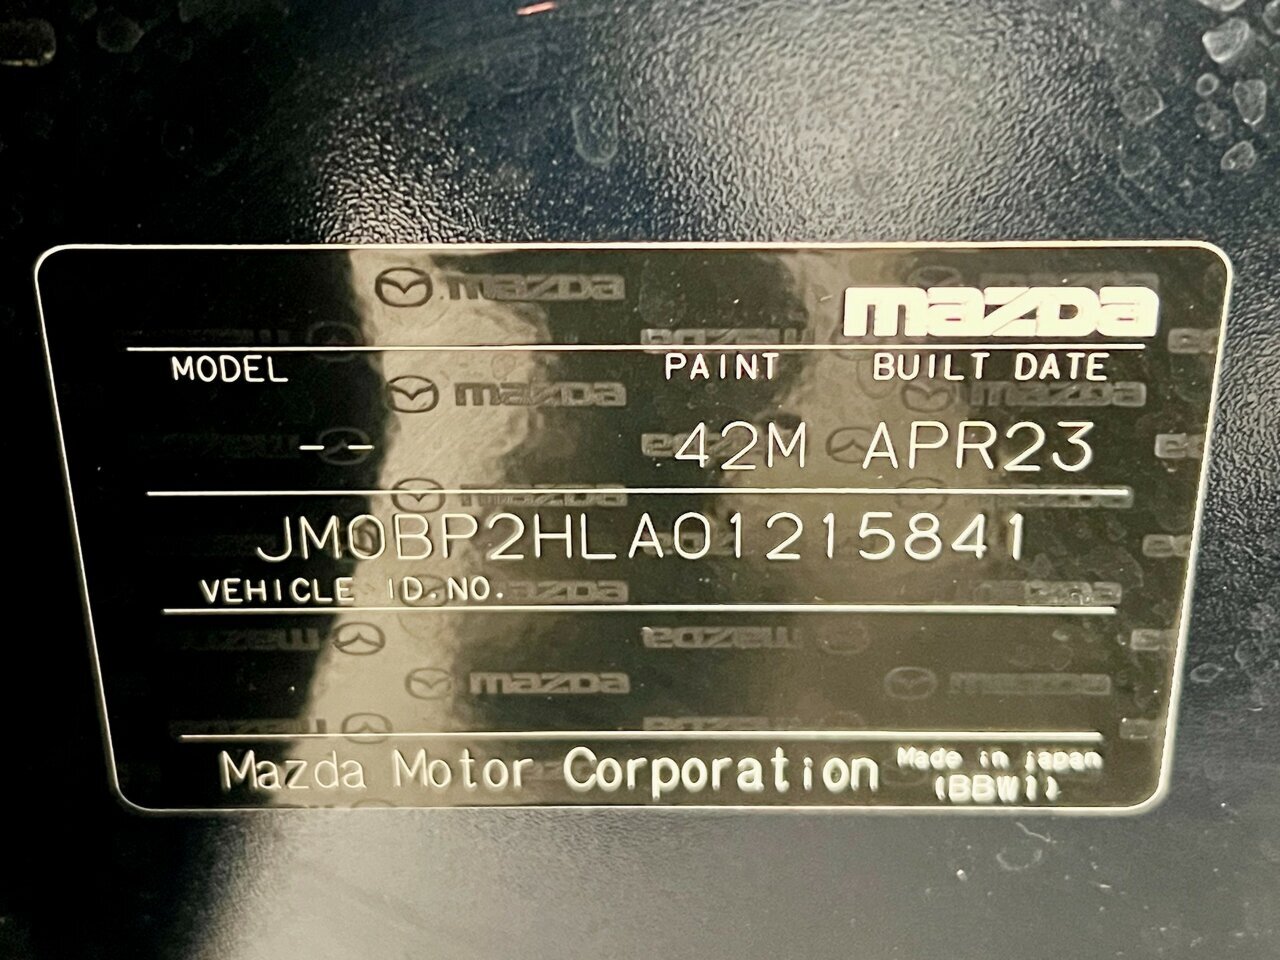 mazda
MODEL PAINT BUILT DATE
-- 42M APR23
JM0BP2HLA01215841
VEHICLE ID.NO.
Mazda Motor Corporation Made in japan
(BBW1)